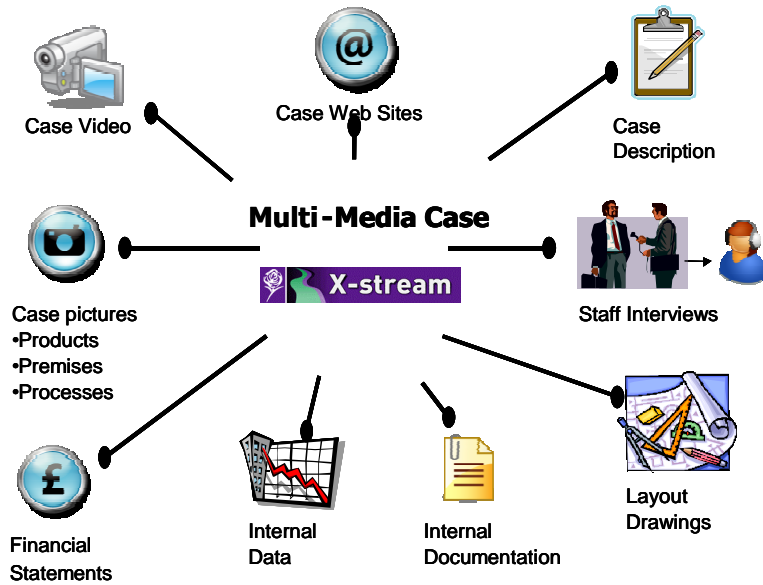 Case Video
@
Case Web Sites
Case
Description
Multi-Media Case
X-stream
Case pictures
•Products
•Premises
•Processes
Staff Interviews
£
Financial
Statements
Internal
Data
Internal
Documentation
Layout
Drawings